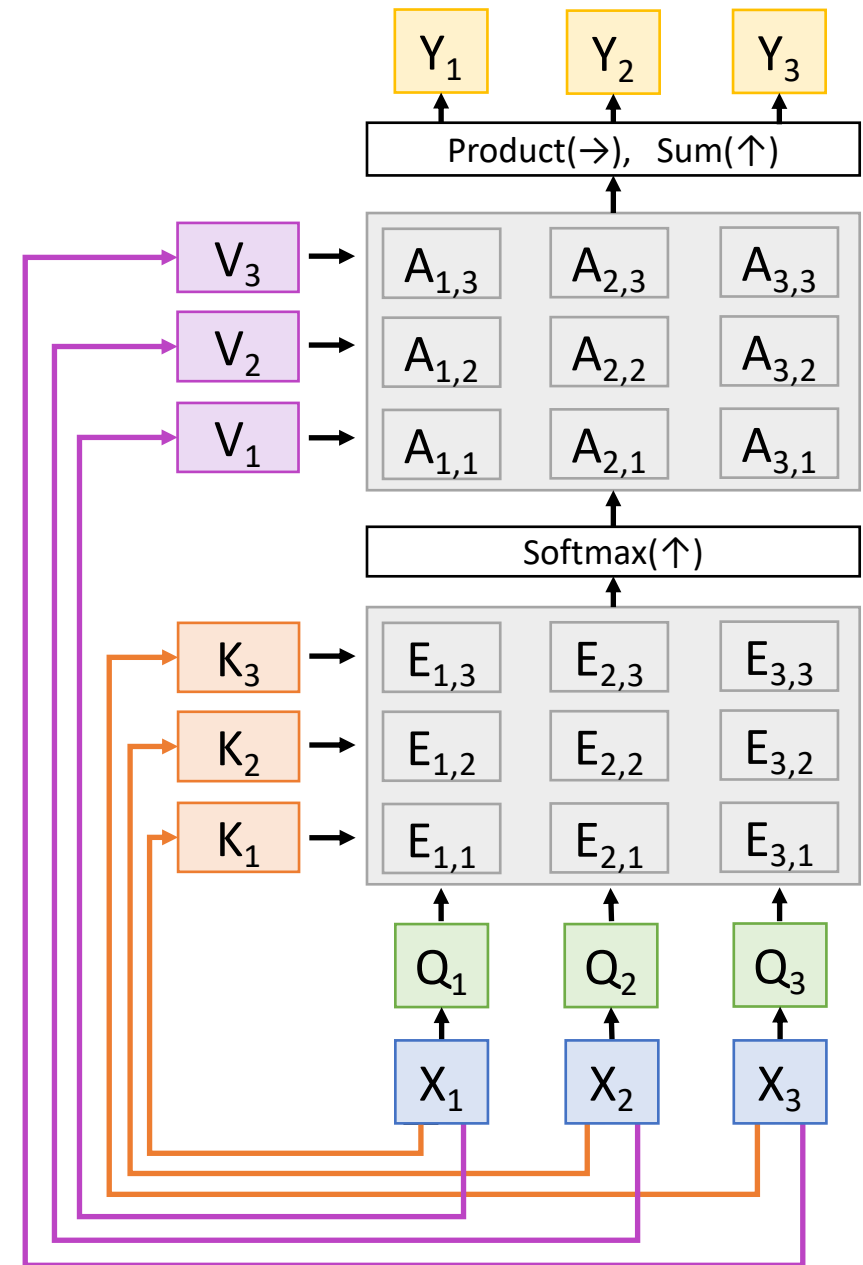 Y1 Y2 Y3
Product(→), Sum(↑)
V3 A1,3 A2,3 A3,3
V2 A1,2 A2,2 A3,2
V1 A1,1 A2,1 A3,1
Softmax(↑)
K3 E1,3 E2,3 E3,3
K2 E1,2 E2,2 E3,2
K1 E1,1 E2,1 E3,1
Q1 Q2 Q3
X1 X2 X3